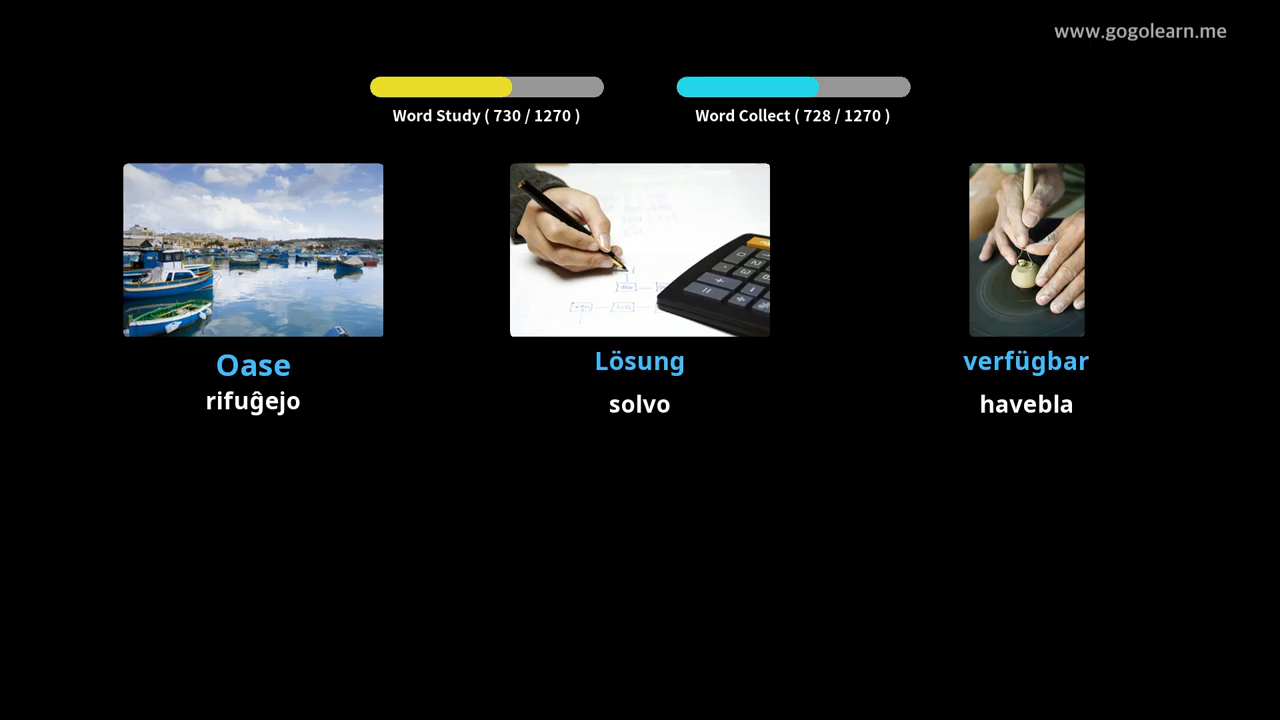 www.gogolearn.me
Word Study ( 730 / 1270 )
Word Collect ( 728 / 1270 )
Oase
rifuĝejo
Lösung
solvo
verfügbar
havebla